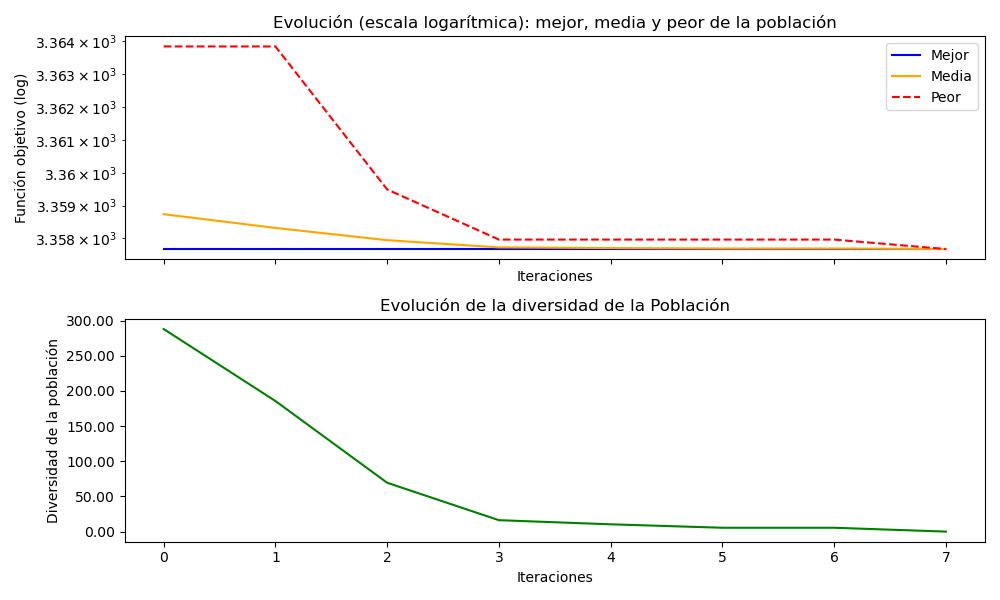 Evolución (escala logarítmica): mejor, media y peor de la población
Función objetivo (log)
3.364 × 10³
3.363 × 10³
3.362 × 10³
3.361 × 10³
3.36 × 10³
3.359 × 10³
3.358 × 10³
Mejor
Media
Peor
Iteraciones
Evolución de la diversidad de la Población
Diversidad de la población
300.00
250.00
200.00
150.00
100.00
50.00
0.00
0 1 2 3 4 5 6 7
Iteraciones